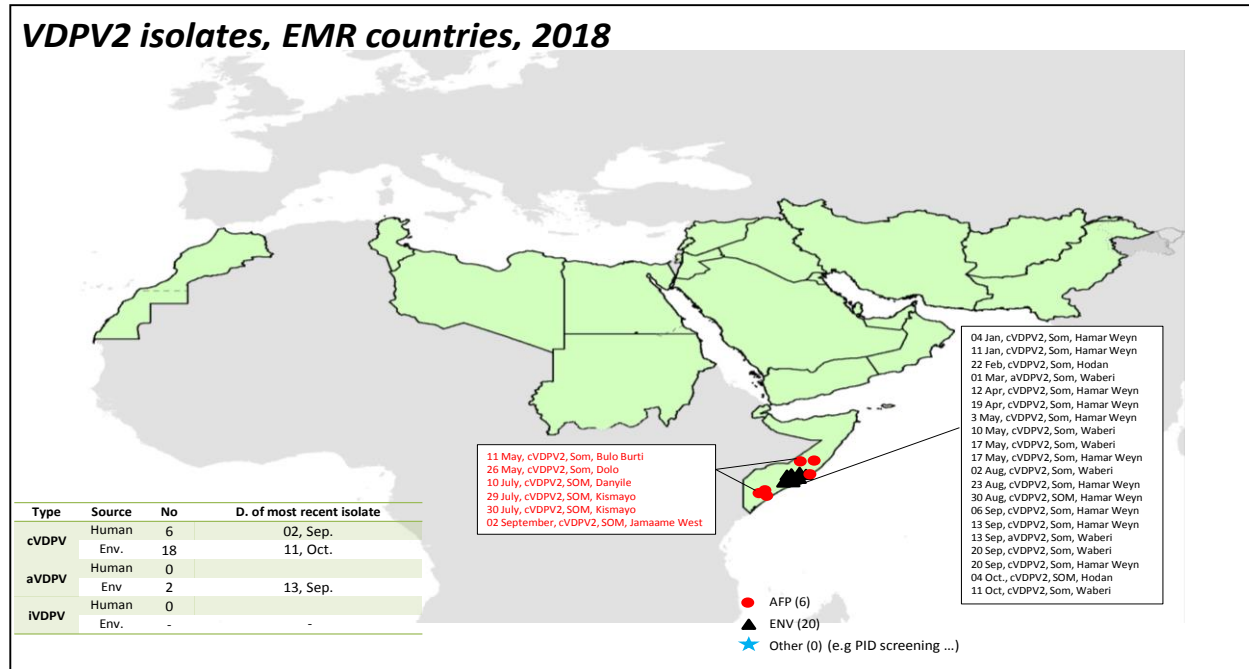 VDPV2 isolates, EMR countries, 2018
04 Jan, cVDPV2, Som, Hamar Weyn
11 Jan, cVDPV2, Som, Hamar Weyn
22 Feb, cVDPV2, Som, Hodan
01 Mar, aVDPV2, Som, Waberi
12 Apr, cVDPV2, Som, Hamar Weyn
19 Apr, cVDPV2, Som, Hamar Weyn
3 May, cVDPV2, Som, Hamar Weyn
10 May, cVDPV2, Som, Waberi
17 May, cVDPV2, Som, Waberi
17 May, cVDPV2, Som, Hamar Weyn
02 Aug, cVDPV2, Som, Waberi
23 Aug, cVDPV2, Som, Hamar Weyn
30 Aug, cVDPV2, SOM, Hamar Weyn
06 Sep, cVDPV2, Som, Hamar Weyn
13 Sep, cVDPV2, Som, Hamar Weyn
13 Sep, aVDPV2, Som, Waberi
20 Sep, cVDPV2, Som, Waberi
20 Sep, cVDPV2, Som, Hamar Weyn
04 Oct., cVDPV2, SOM, Hodan
11 Oct, cVDPV2, Som, Waberi
11 May, cVDPV2, Som, Bulo Burti
26 May, cVDPV2, Som, Dolo
10 July, cVDPV2, SOM, Danyile
29 July, cVDPV2, SOM, Kismayo
30 July, cVDPV2, SOM, Kismayo
02 September, cVDPV2, SOM, Jamaame West
Type Source No D. of most recent isolate
cVDPV Human 6 02, Sep.
Env. 18 11, Oct.
aVDPV Human 0
Env 2 13, Sep.
iVDPV Human 0
Env. - -
AFP (6)
ENV (20)
Other (0) (e.g PID screening ...)